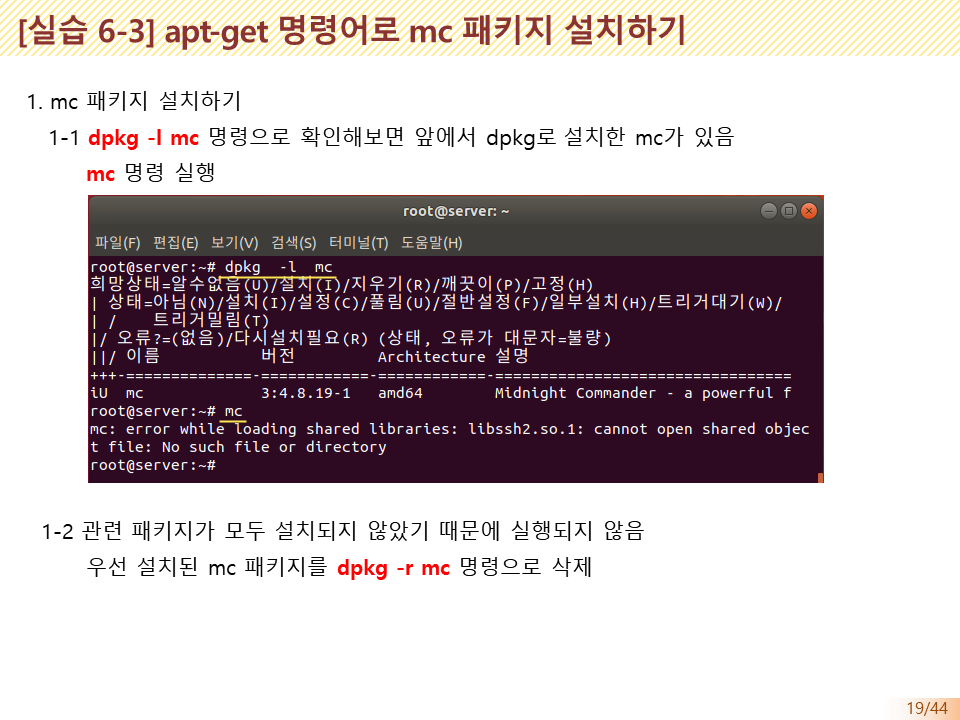 [실습 6-3] apt-get 명령어로 mc 패키지 설치하기
1. mc 패키지 설치하기
1-1 dpkg -l mc 명령으로 확인해보면 앞에서 dpkg로 설치한 mc가 있음
mc 명령 실행
root@server: ~
파일(F) 편집(E) 보기(V) 검색(S) 터미널(T) 도움말(H)
root@server:~# dpkg -l mc
희망상태=알수없음(U)/설치(I)/지우기(R)/깨끗이(P)/고정(H)
| 상태=아님(N)/설치(I)/설정(C)/풀림(U)/절반설정(F)/일부설치(H)/트리거대기(W)/
| / 트리거밀림(T)
|/ 오류?=(없음)/다시설치필요(R) (상태, 오류가 대문자=불량)
||/ 이름 버전 Architecture 설명
+++-==============-============-============-=================================
iU mc 3:4.8.19-1 amd64 Midnight Commander - a powerful f
root@server:~# mc
mc: error while loading shared libraries: libssh2.so.1: cannot open shared objec
t file: No such file or directory
root@server:~#
1-2 관련 패키지가 모두 설치되지 않았기 때문에 실행되지 않음
우선 설치된 mc 패키지를 dpkg -r mc 명령으로 삭제
19/44